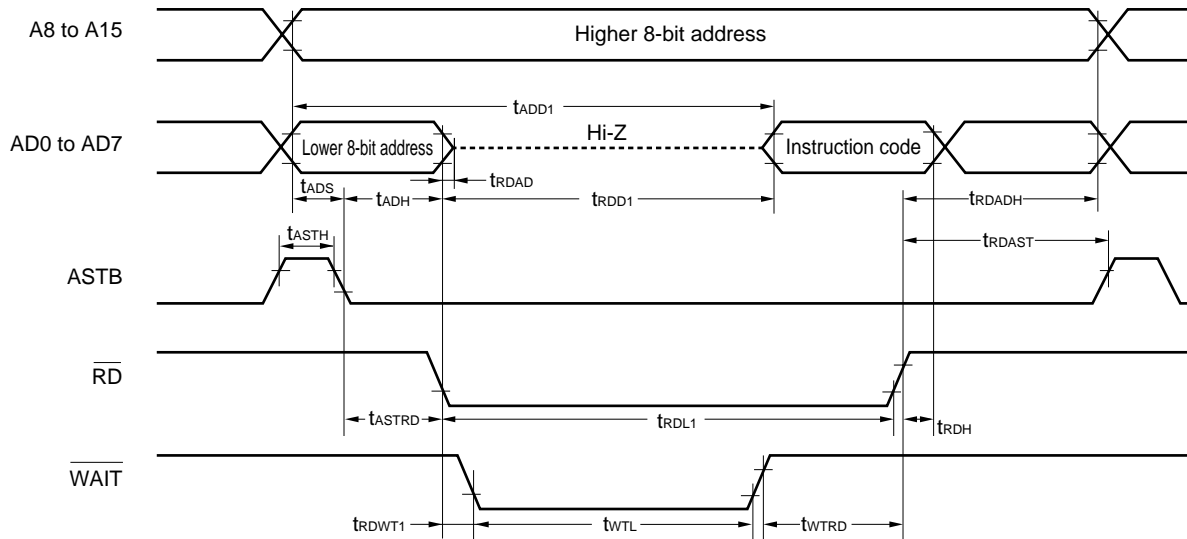 A8 to A15
Higher 8-bit address
tADD1
AD0 to AD7
Lower 8-bit address
Hi-Z
Instruction code
tRDAD
tADS
tADH
tRDD1
tRDADH
tASTH
tRDAST
ASTB
RD
tASTRD
tRDL1
tRDH
WAIT
tRDWT1
tWTL
tWTRD